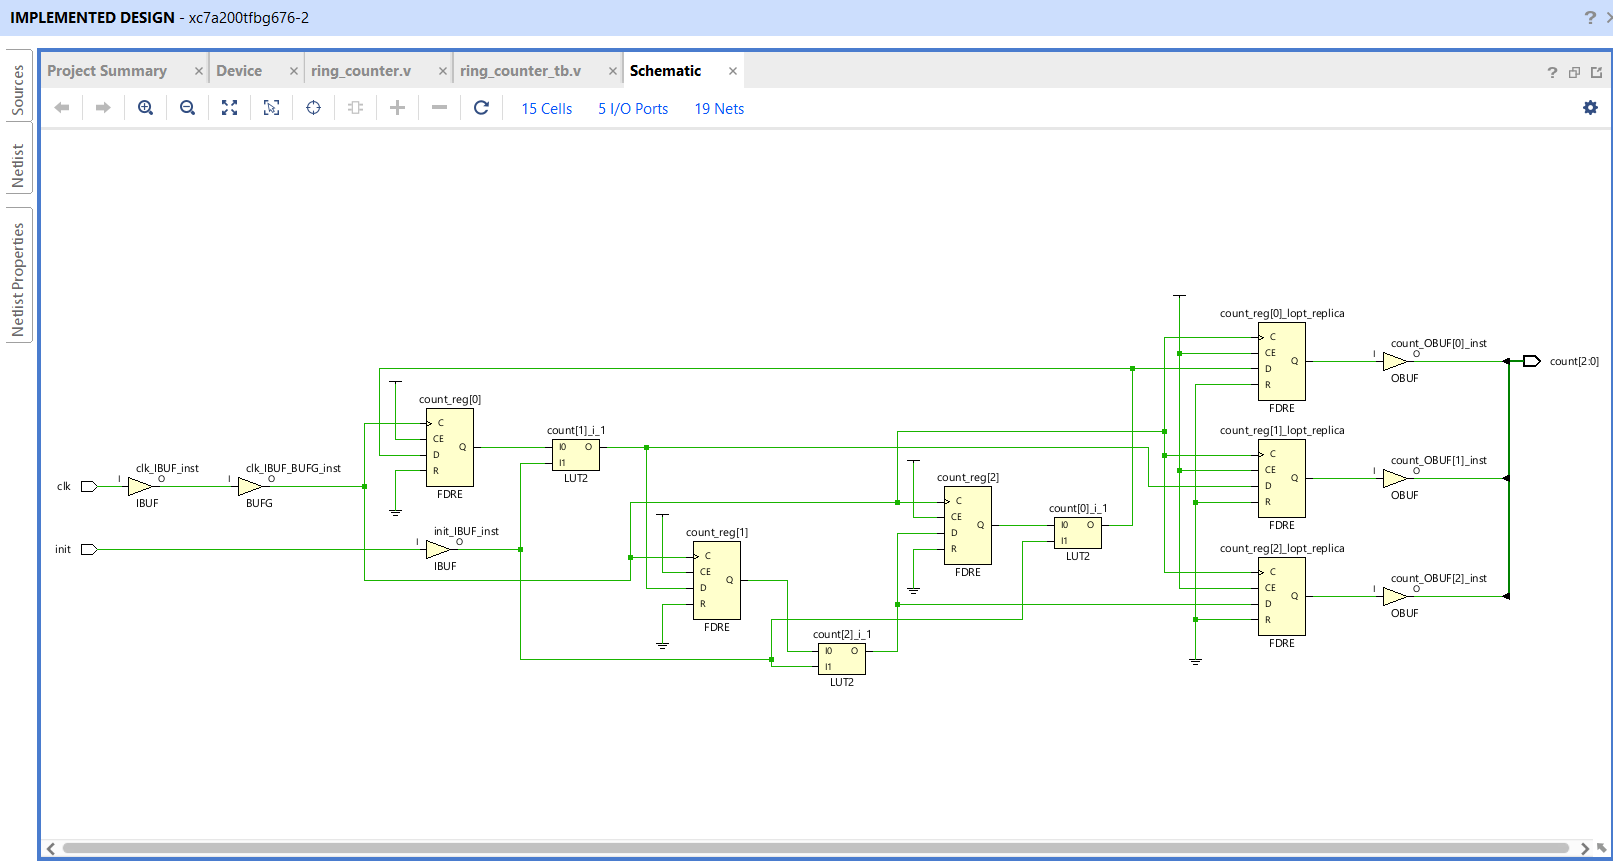 IMPLEMENTED DESIGN - xc7a200tfbg676-2
?
Sources
Netlist
Netlist Properties
Project Summary
Device
ring_counter.v
ring_counter_tb.v
Schematic
?
15 Cells
5 I/O Ports
19 Nets
clk
I
clk_IBUF_inst
O
IBUF
I
clk_IBUF_BUFG_inst
O
BUFG
init
I
init_IBUF_inst
O
IBUF
count_reg[0]
C
CE
D
R
Q
FDRE
count[1]_i_1
I0
I1
O
LUT2
count_reg[1]
C
CE
D
R
Q
FDRE
count[2]_i_1
I0
I1
O
LUT2
count_reg[2]
C
CE
D
R
Q
FDRE
count[0]_i_1
I0
I1
O
LUT2
count_reg[0]_lopt_replica
C
CE
D
R
Q
FDRE
count_OBUF[0]_inst
I
O
OBUF
count[2:0]
count_reg[1]_lopt_replica
C
CE
D
R
Q
FDRE
count_OBUF[1]_inst
I
O
OBUF
count_reg[2]_lopt_replica
C
CE
D
R
Q
FDRE
count_OBUF[2]_inst
I
O
OBUF